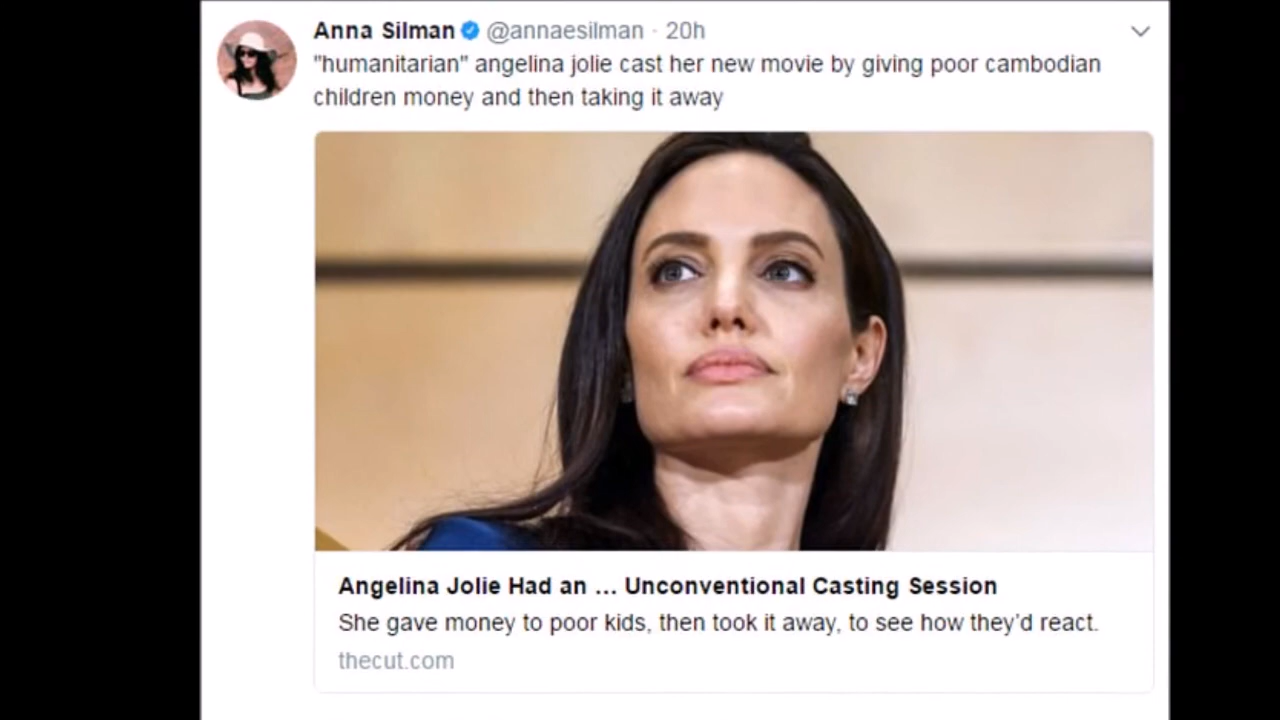 Anna Silman @annaesilman · 20h
"humanitarian" angelina jolie cast her new movie by giving poor cambodian
children money and then taking it away
Angelina Jolie Had an ... Unconventional Casting Session
She gave money to poor kids, then took it away, to see how they'd react.
thecut.com